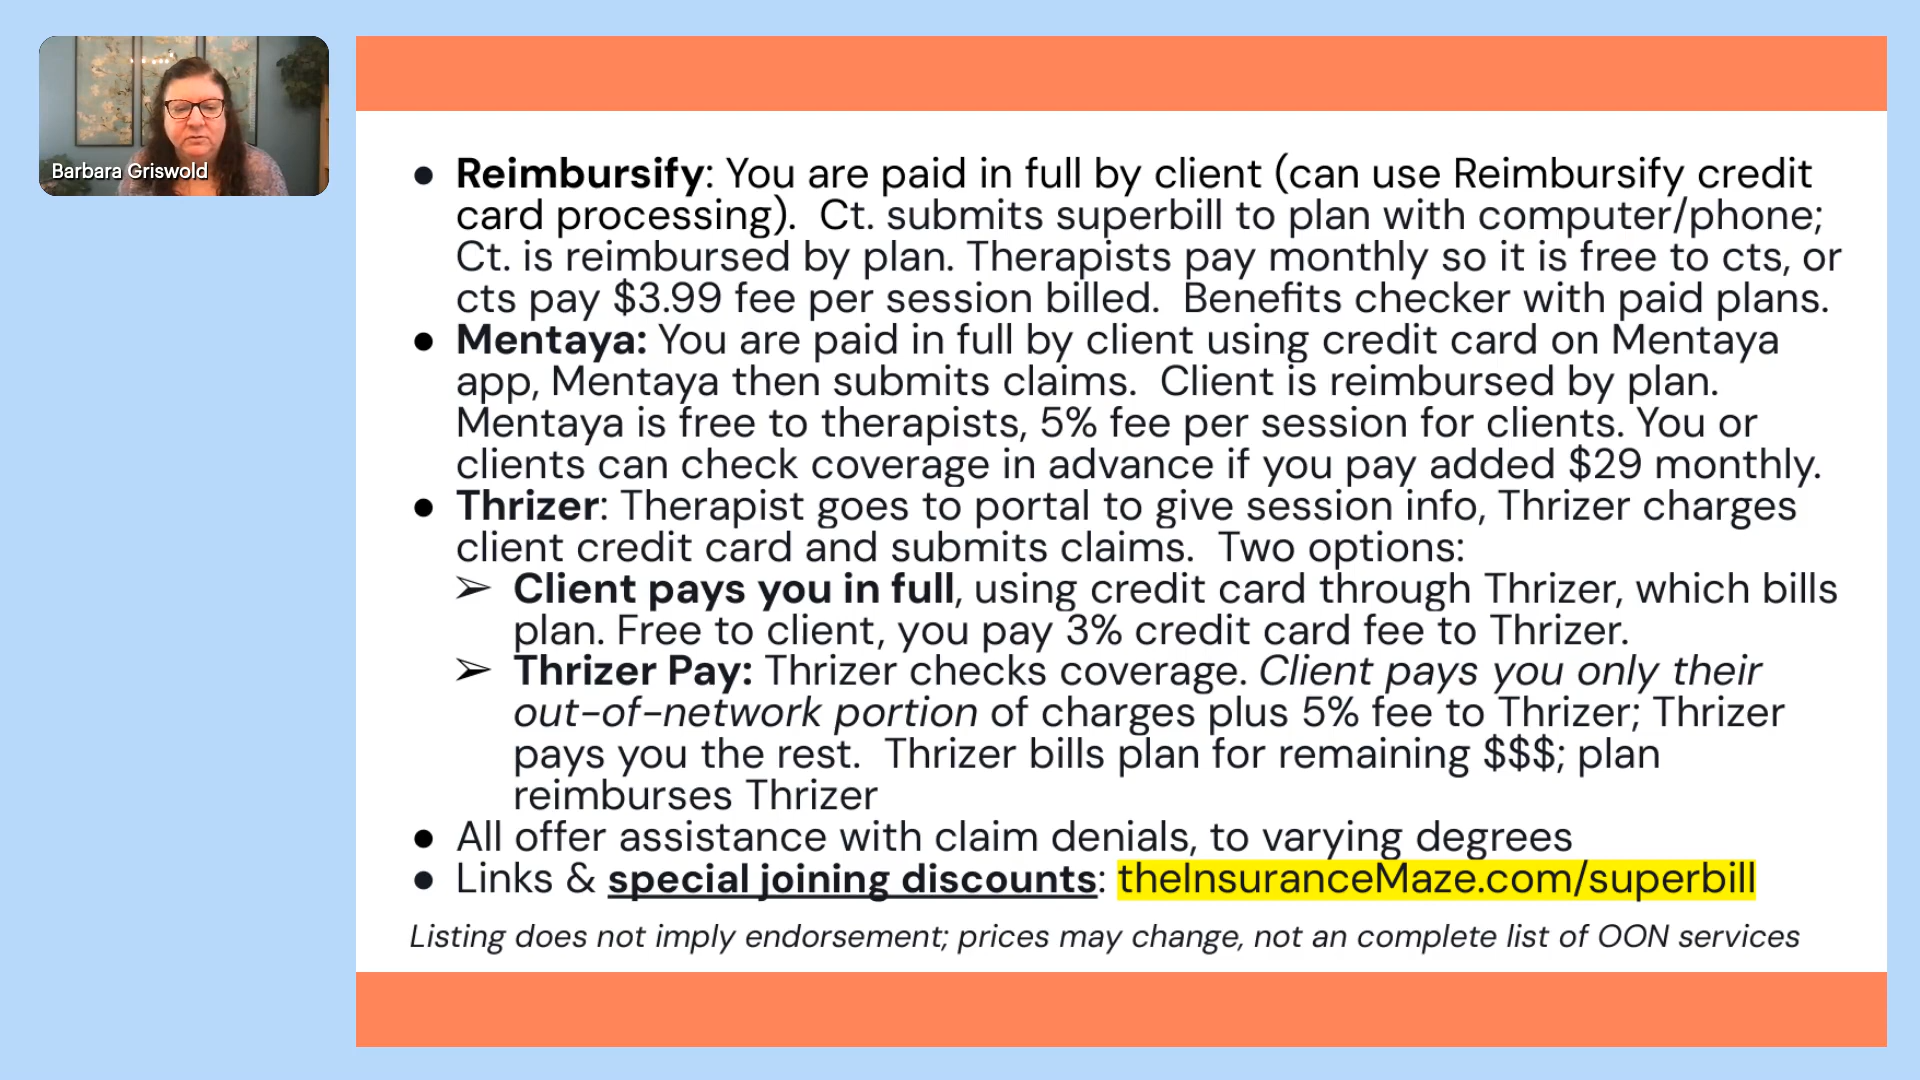 Barbara Griswold
● Reimbursify: You are paid in full by client (can use Reimbursify credit
card processing).  Ct. submits superbill to plan with computer/phone;
Ct. is reimbursed by plan. Therapists pay monthly so it is free to cts, or
cts pay $3.99 fee per session billed.  Benefits checker with paid plans.
● Mentaya: You are paid in full by client using credit card on Mentaya
app, Mentaya then submits claims.  Client is reimbursed by plan.
Mentaya is free to therapists, 5% fee per session for clients. You or
clients can check coverage in advance if you pay added $29 monthly.
● Thrizer: Therapist goes to portal to give session info, Thrizer charges
client credit card and submits claims.  Two options:
➢ Client pays you in full, using credit card through Thrizer, which bills
plan. Free to client, you pay 3% credit card fee to Thrizer.
➢ Thrizer Pay: Thrizer checks coverage. Client pays you only their
out-of-network portion of charges plus 5% fee to Thrizer; Thrizer
pays you the rest.  Thrizer bills plan for remaining $$$; plan
reimburses Thrizer
● All offer assistance with claim denials, to varying degrees
● Links & special joining discounts: theInsuranceMaze.com/superbill
Listing does not imply endorsement; prices may change, not an complete list of OON services